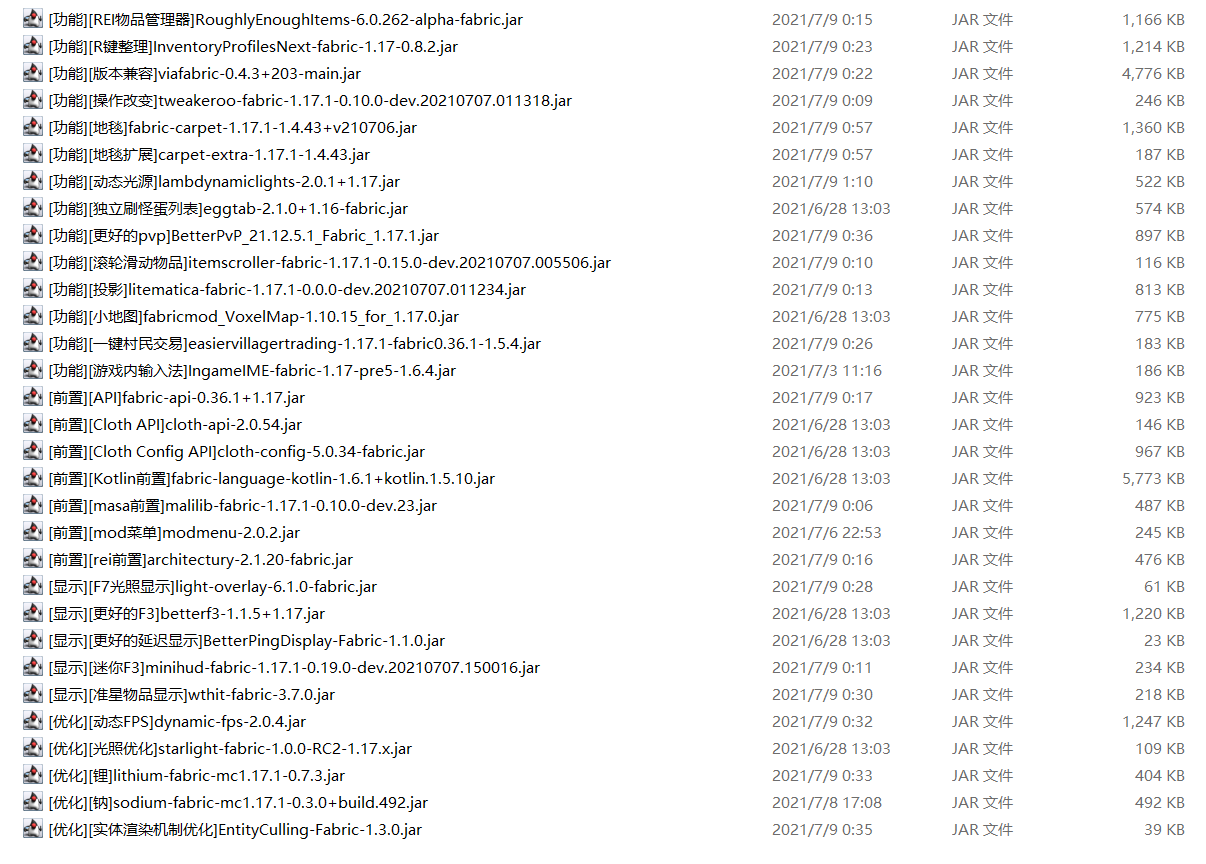 [功能][REI物品管理器]RoughlyEnoughItems-6.0.262-alpha-fabric.jar 2021/7/9 0:15 JAR 文件 1,166 KB
[功能][R键整理]InventoryProfilesNext-fabric-1.17-0.8.2.jar 2021/7/9 0:23 JAR 文件 1,214 KB
[功能][版本兼容]viafabric-0.4.3+203-main.jar 2021/7/9 0:22 JAR 文件 4,776 KB
[功能][操作改变]tweakeroo-fabric-1.17.1-0.10.0-dev.20210707.011318.jar 2021/7/9 0:09 JAR 文件 246 KB
[功能][地毯]fabric-carpet-1.17.1-1.4.43+v210706.jar 2021/7/9 0:57 JAR 文件 1,360 KB
[功能][地毯扩展]carpet-extra-1.17.1-1.4.43.jar 2021/7/9 0:57 JAR 文件 187 KB
[功能][动态光源]lambdynamiclights-2.0.1+1.17.jar 2021/7/9 1:10 JAR 文件 522 KB
[功能][独立刷怪蛋列表]eggtab-2.1.0+1.16-fabric.jar 2021/6/28 13:03 JAR 文件 574 KB
[功能][更好的pvp]BetterPvP_21.12.5.1_Fabric_1.17.1.jar 2021/7/9 0:36 JAR 文件 897 KB
[功能][滚轮滑动物品]itemscroller-fabric-1.17.1-0.15.0-dev.20210707.005506.jar 2021/7/9 0:10 JAR 文件 116 KB
[功能][投影]litematica-fabric-1.17.1-0.0.0-dev.20210707.011234.jar 2021/7/9 0:13 JAR 文件 813 KB
[功能][小地图]fabricmod_VoxelMap-1.10.15_for_1.17.0.jar 2021/6/28 13:03 JAR 文件 775 KB
[功能][一键村民交易]easiervillagertrading-1.17.1-fabric0.36.1-1.5.4.jar 2021/7/9 0:26 JAR 文件 183 KB
[功能][游戏内输入法]IngameIME-fabric-1.17-pre5-1.6.4.jar 2021/7/3 11:16 JAR 文件 186 KB
[前置][API]fabric-api-0.36.1+1.17.jar 2021/7/9 0:17 JAR 文件 923 KB
[前置][Cloth API]cloth-api-2.0.54.jar 2021/6/28 13:03 JAR 文件 146 KB
[前置][Cloth Config API]cloth-config-5.0.34-fabric.jar 2021/6/28 13:03 JAR 文件 967 KB
[前置][Kotlin前置]fabric-language-kotlin-1.6.1+kotlin.1.5.10.jar 2021/6/28 13:03 JAR 文件 5,773 KB
[前置][masa前置]malilib-fabric-1.17.1-0.10.0-dev.23.jar 2021/7/9 0:06 JAR 文件 487 KB
[前置][mod菜单]modmenu-2.0.2.jar 2021/7/6 22:53 JAR 文件 245 KB
[前置][rei前置]architectury-2.1.20-fabric.jar 2021/7/9 0:16 JAR 文件 476 KB
[显示][F7光照显示]light-overlay-6.1.0-fabric.jar 2021/7/9 0:28 JAR 文件 61 KB
[显示][更好的F3]betterf3-1.1.5+1.17.jar 2021/6/28 13:03 JAR 文件 1,220 KB
[显示][更好的延迟显示]BetterPingDisplay-Fabric-1.1.0.jar 2021/6/28 13:03 JAR 文件 23 KB
[显示][迷你F3]minihud-fabric-1.17.1-0.19.0-dev.20210707.150016.jar 2021/7/9 0:11 JAR 文件 234 KB
[显示][准星物品显示]wthit-fabric-3.7.0.jar 2021/7/9 0:30 JAR 文件 218 KB
[优化][动态FPS]dynamic-fps-2.0.4.jar 2021/7/9 0:32 JAR 文件 1,247 KB
[优化][光照优化]starlight-fabric-1.0.0-RC2-1.17.x.jar 2021/6/28 13:03 JAR 文件 109 KB
[优化][锂]lithium-fabric-mc1.17.1-0.7.3.jar 2021/7/9 0:33 JAR 文件 404 KB
[优化][钠]sodium-fabric-mc1.17.1-0.3.0+build.492.jar 2021/7/8 17:08 JAR 文件 492 KB
[优化][实体渲染机制优化]EntityCulling-Fabric-1.3.0.jar 2021/7/9 0:35 JAR 文件 39 KB